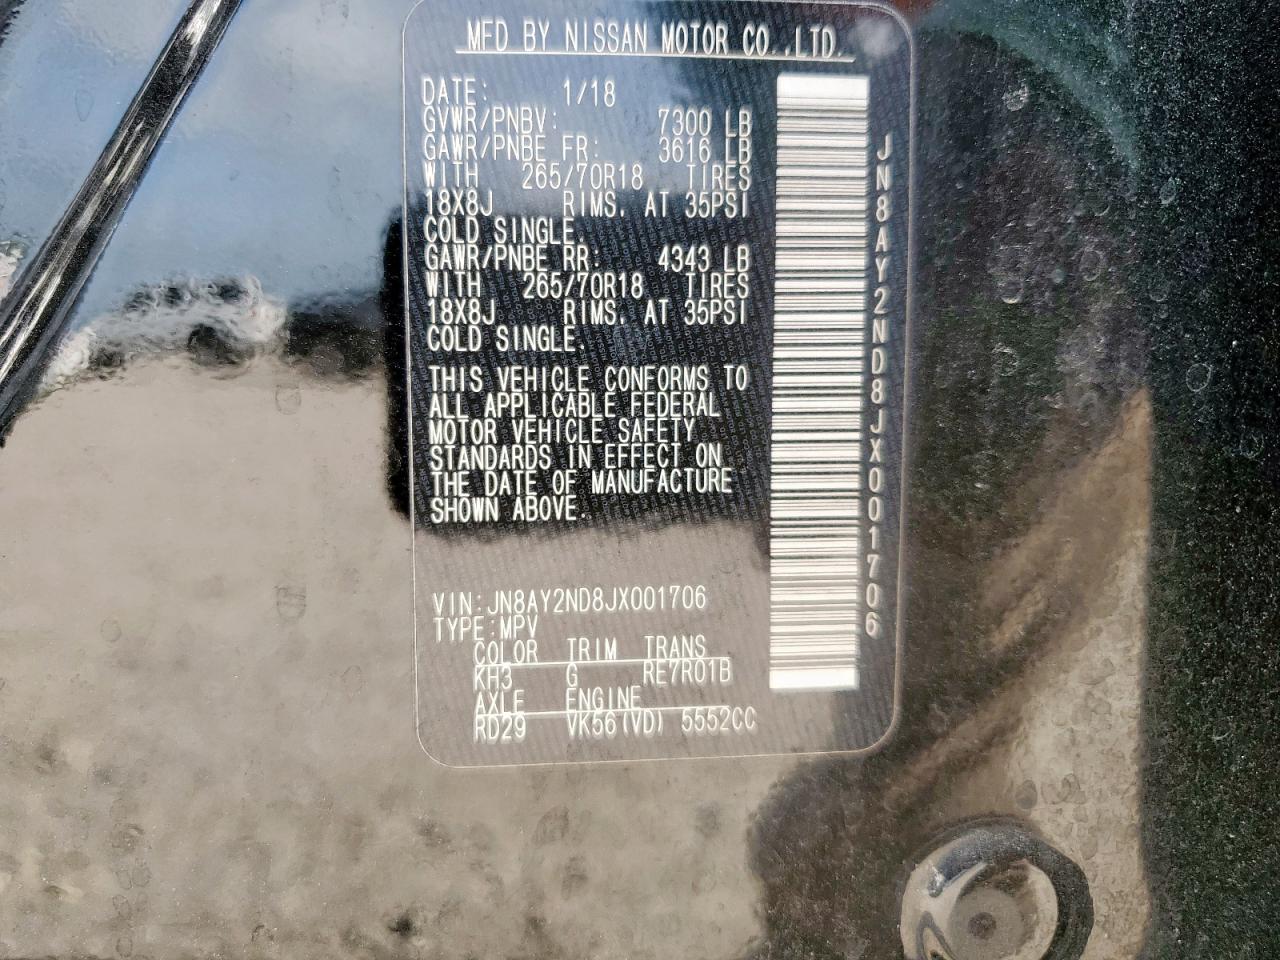 MFD BY NISSAN MOTOR CO.,LTD.
DATE: 1/18
GVWR/PNBV: 7300 LB
GAWR/PNBE FR: 3616 LB
WITH 265/70R18 TIRES
18X8J RIMS. AT 35PSI
COLD SINGLE.
GAWR/PNBE RR: 4343 LB
WITH 265/70R18 TIRES
18X8J RIMS. AT 35PSI
COLD SINGLE.
THIS VEHICLE CONFORMS TO
ALL APPLICABLE FEDERAL
MOTOR VEHICLE SAFETY
STANDARDS IN EFFECT ON
THE DATE OF MANUFACTURE
SHOWN ABOVE.
VIN:JN8AY2ND8JX001706
TYPE:MPV
COLOR TRIM TRANS
KH3 G RE7R01B
AXLE ENGINE
RD29 VK56(VD) 5552CC
JN8AY2ND8JX001706